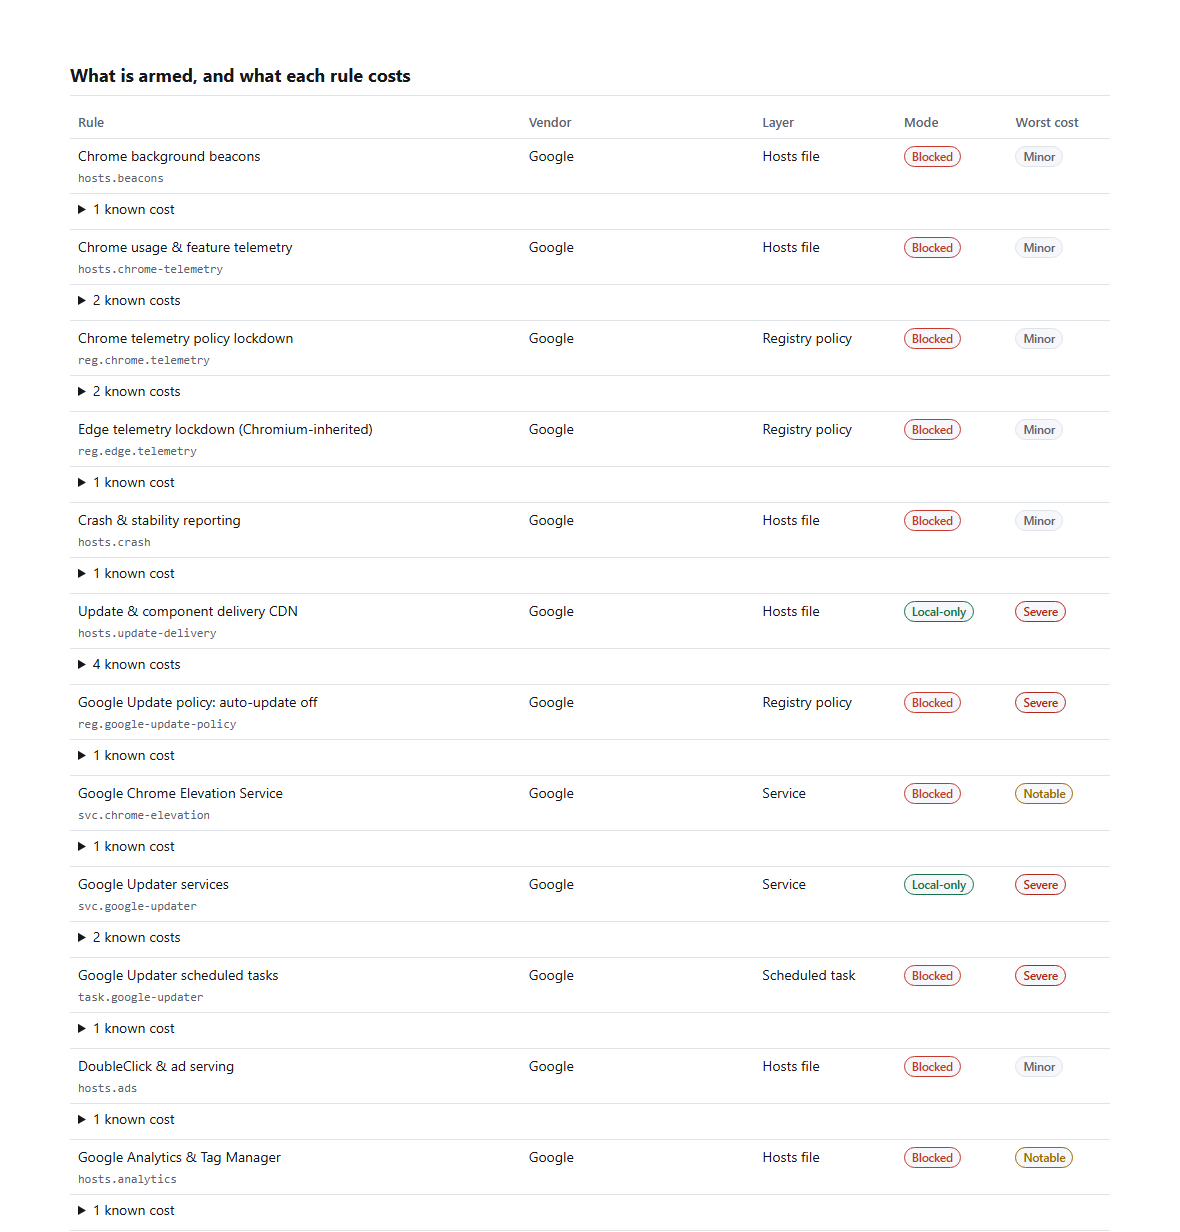 What is armed, and what each rule costs
Rule Vendor Layer Mode Worst cost
Chrome background beacons Google Hosts file Blocked Minor
hosts.beacons
▶ 1 known cost
Chrome usage & feature telemetry Google Hosts file Blocked Minor
hosts.chrome-telemetry
▶ 2 known costs
Chrome telemetry policy lockdown Google Registry policy Blocked Minor
reg.chrome.telemetry
▶ 2 known costs
Edge telemetry lockdown (Chromium-inherited) Google Registry policy Blocked Minor
reg.edge.telemetry
▶ 1 known cost
Crash & stability reporting Google Hosts file Blocked Minor
hosts.crash
▶ 1 known cost
Update & component delivery CDN Google Hosts file Local-only Severe
hosts.update-delivery
▶ 4 known costs
Google Update policy: auto-update off Google Registry policy Blocked Severe
reg.google-update-policy
▶ 1 known cost
Google Chrome Elevation Service Google Service Blocked Notable
svc.chrome-elevation
▶ 1 known cost
Google Updater services Google Service Local-only Severe
svc.google-updater
▶ 2 known costs
Google Updater scheduled tasks Google Scheduled task Blocked Severe
task.google-updater
▶ 1 known cost
DoubleClick & ad serving Google Hosts file Blocked Minor
hosts.ads
▶ 1 known cost
Google Analytics & Tag Manager Google Hosts file Blocked Notable
hosts.analytics
▶ 1 known cost